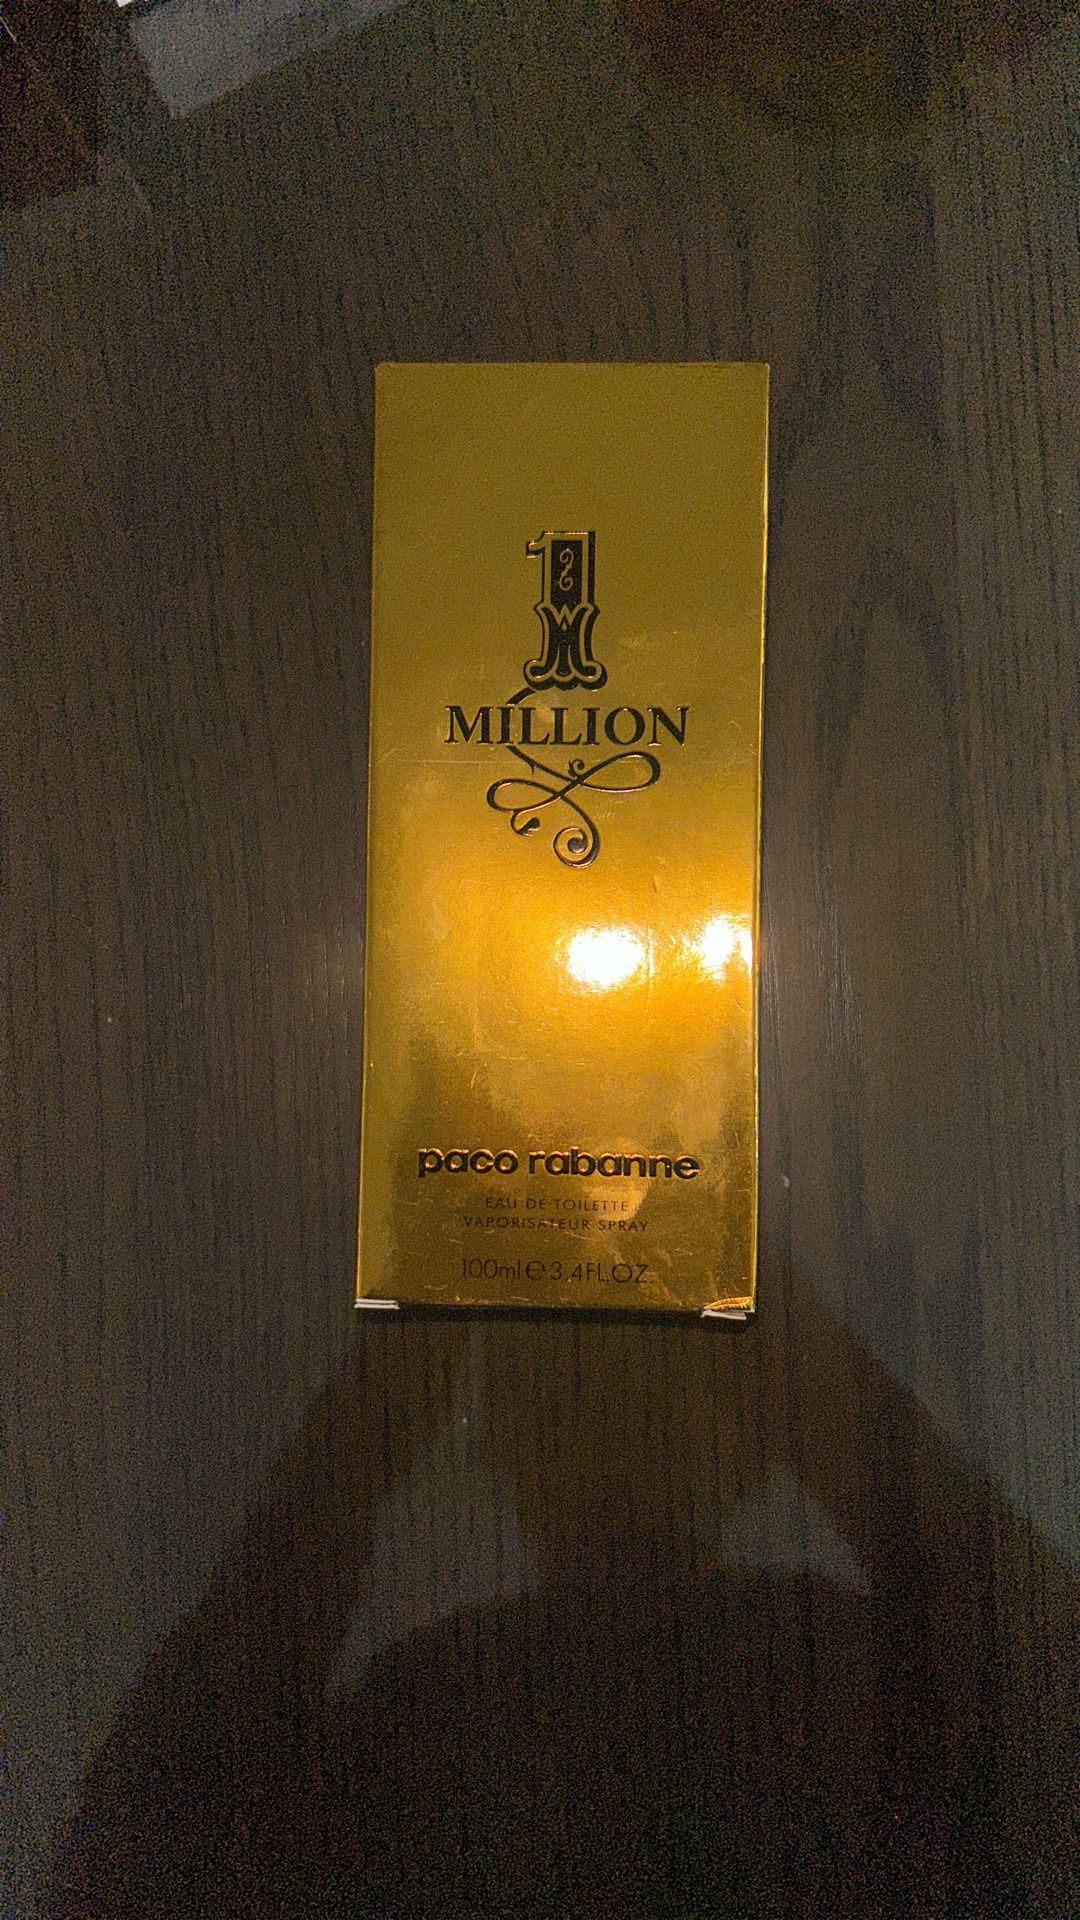 1
MILLION
paco rabanne
EAU DE TOILETTE
VAPORISATEUR SPRAY
100ml ℮ 3.4FL.OZ.